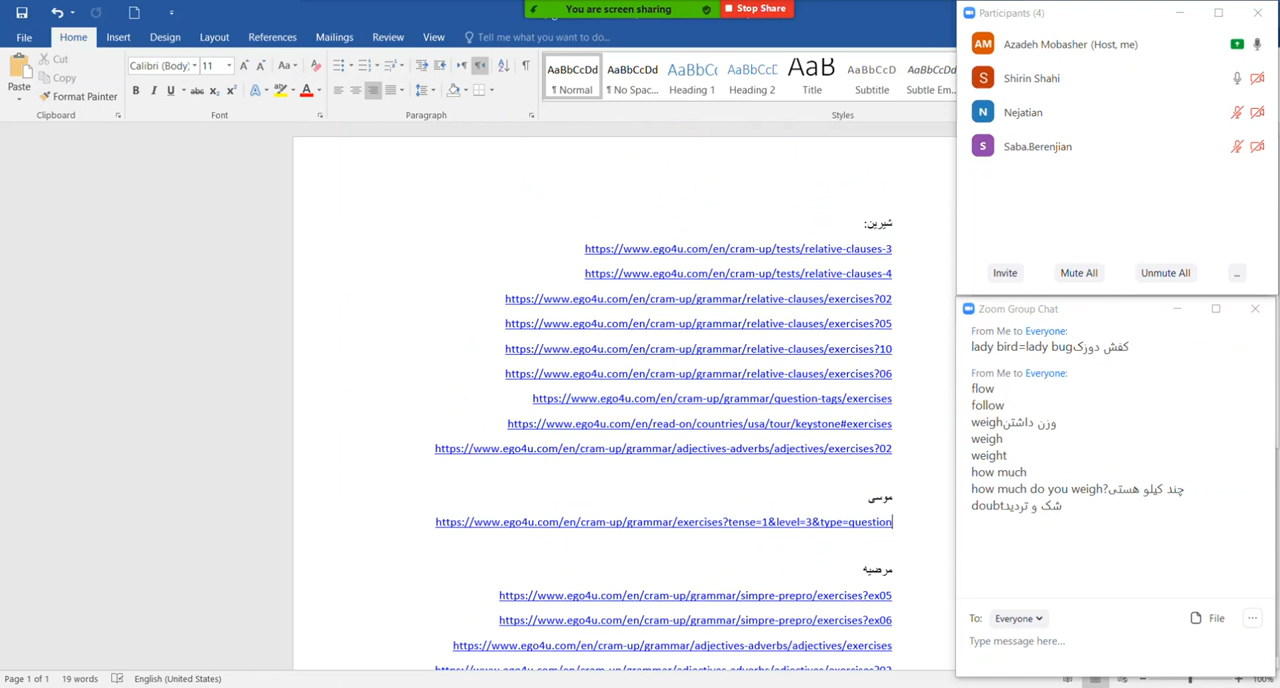 You are screen sharing
Stop Share
File
Home
Insert
Design
Layout
References
Mailings
Review
View
Tell me what you want to do...
Paste
Cut
Copy
Format Painter
Clipboard
Calibri (Body)
11
Font
Paragraph
AaBbCcDd
¶ Normal
AaBbCcDd
¶ No Spac...
AaBbCc
Heading 1
AaBbCcD
Heading 2
AaB
Title
AaBbCcD
Subtitle
AaBbCcDd
Subtle Em...
Styles
شیرین:
https://www.ego4u.com/en/cram-up/tests/relative-clauses-3
https://www.ego4u.com/en/cram-up/tests/relative-clauses-4
https://www.ego4u.com/en/cram-up/grammar/relative-clauses/exercises?02
https://www.ego4u.com/en/cram-up/grammar/relative-clauses/exercises?05
https://www.ego4u.com/en/cram-up/grammar/relative-clauses/exercises?10
https://www.ego4u.com/en/cram-up/grammar/relative-clauses/exercises?06
https://www.ego4u.com/en/cram-up/grammar/question-tags/exercises
https://www.ego4u.com/en/read-on/countries/usa/tour/keystone#exercises
https://www.ego4u.com/en/cram-up/grammar/adjectives-adverbs/adjectives/exercises?02
موسی
https://www.ego4u.com/en/cram-up/grammar/exercises?tense=1&level=3&type=question
مرضیه
https://www.ego4u.com/en/cram-up/grammar/simpre-prepro/exercises?ex05
https://www.ego4u.com/en/cram-up/grammar/simpre-prepro/exercises?ex06
https://www.ego4u.com/en/cram-up/grammar/adjectives-adverbs/adjectives/exercises
Page 1 of 1
19 words
English (United States)
100%
Participants (4)
AM Azadeh Mobasher (Host, me)
S Shirin Shahi
N Nejatian
S Saba.Berenjian
Invite
Mute All
Unmute All
...
Zoom Group Chat
From Me to Everyone:
lady bird=lady bugکفش دوزک
From Me to Everyone:
flow
follow
weighوزن داشتن
weigh
weight
how much
how much do you weigh?چند کیلو هستی
doubtشک و تردید
To: Everyone
File
Type message here...